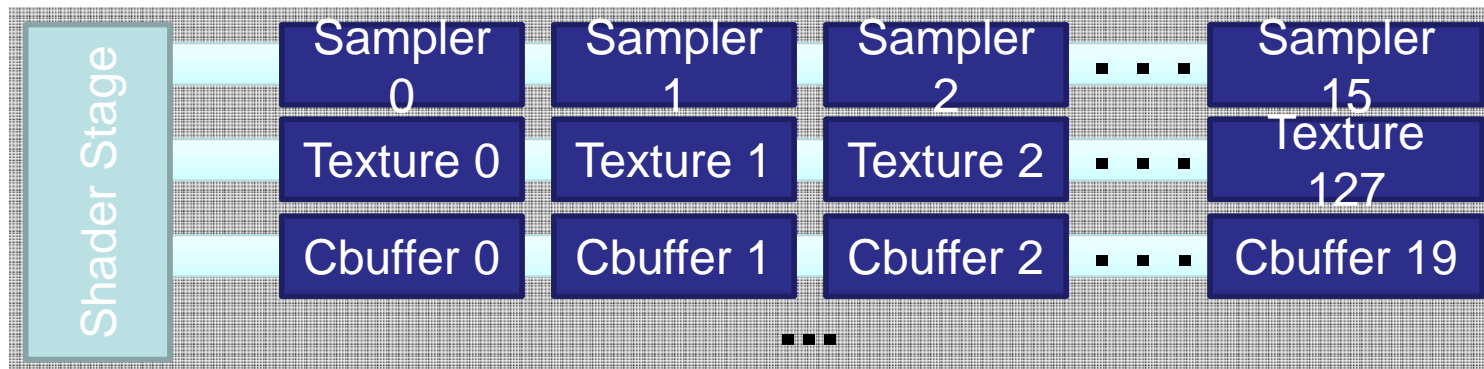 Shader Stage
Sampler
0
Sampler
1
Sampler
2
. . .
Sampler
15
Texture 0
Texture 1
Texture 2
. . .
Texture
127
Cbuffer 0
Cbuffer 1
Cbuffer 2
. . .
Cbuffer 19
...